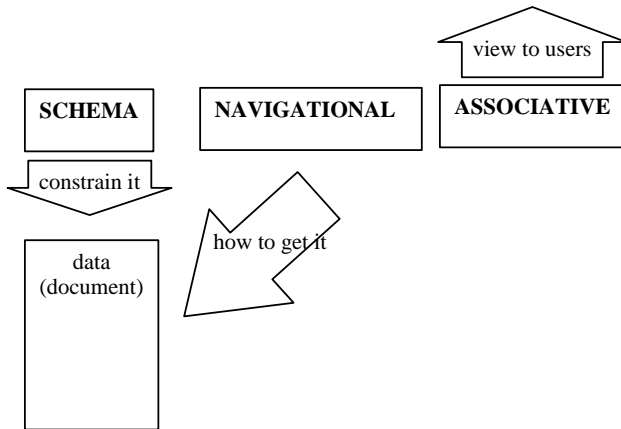 view to users
SCHEMA
NAVIGATIONAL
ASSOCIATIVE
constrain it
how to get it
data
(document)